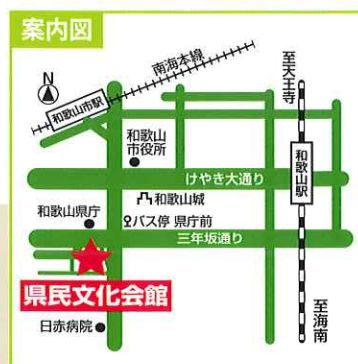 案内図
N
南海本線
和歌山市駅
至天王寺
和歌山
市役所
和歌山駅
けやき大通り
和歌山城
和歌山県庁
バス停 県庁前
三年坂通り
県民文化会館
日赤病院
至海南